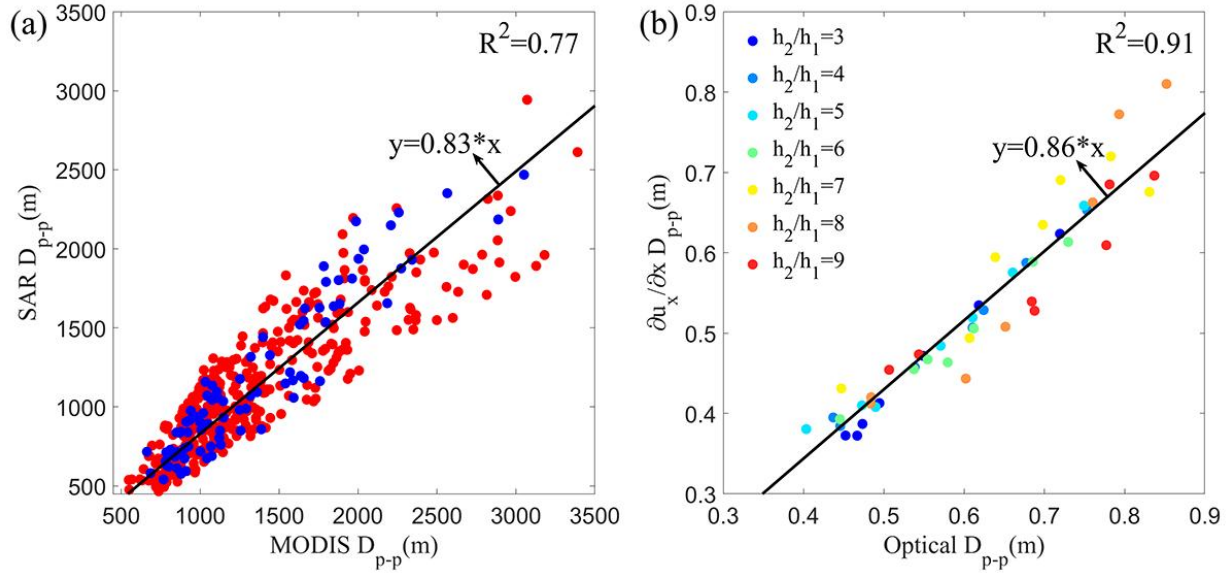 (a)
R²=0.77
y=0.83*x
3500
3000
2500
2000
1500
1000
500
SAR D_{p-p}(m)
500 1000 1500 2000 2500 3000 3500
MODIS D_{p-p}(m)
(b)
R²=0.91
h₂/h₁=3
h₂/h₁=4
h₂/h₁=5
h₂/h₁=6
h₂/h₁=7
h₂/h₁=8
h₂/h₁=9
y=0.86*x
0.9
0.8
0.7
0.6
0.5
0.4
0.3
∂u_x/∂x D_{p-p}(m)
0.3 0.4 0.5 0.6 0.7 0.8 0.9
Optical D_{p-p}(m)